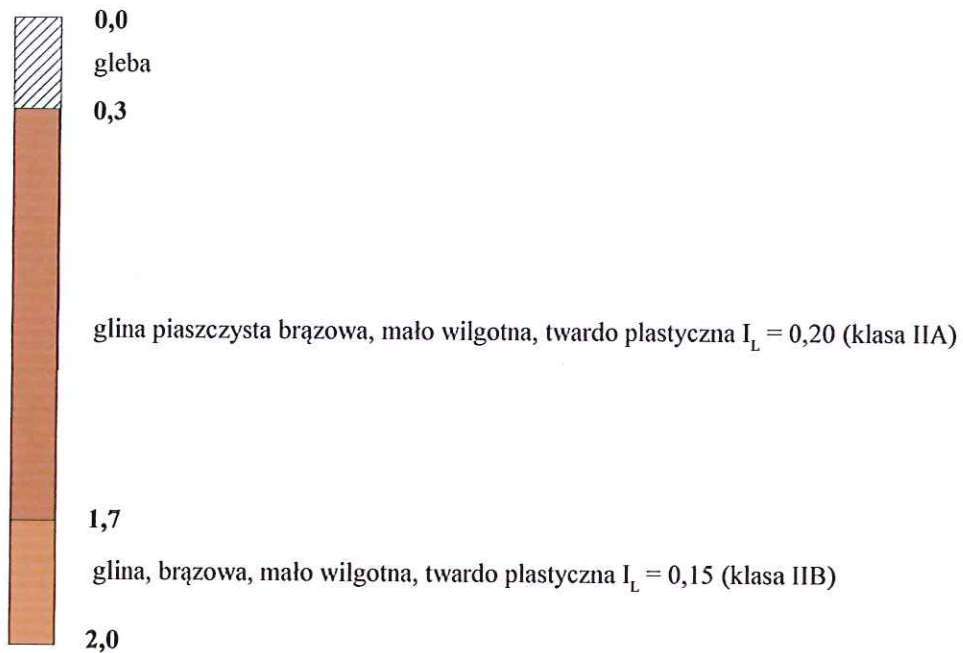 0,0
gleba
0,3
glina piaszczysta brązowa, mało wilgotna, twardo plastyczna I_L = 0,20 (klasa IIA)
1,7
glina, brązowa, mało wilgotna, twardo plastyczna I_L = 0,15 (klasa IIB)
2,0